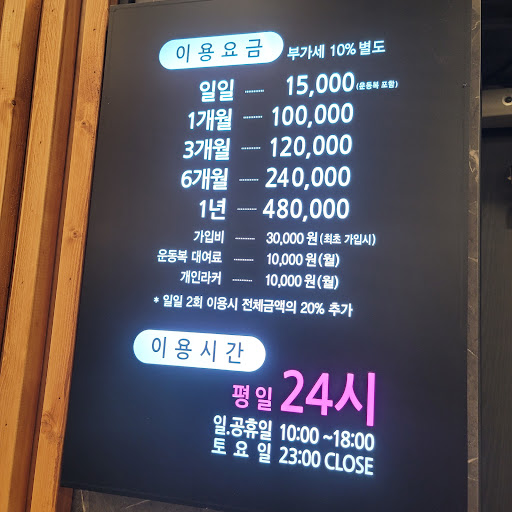 이용요금 부가세 10% 별도
일일 ------- 15,000 (운동복 포함)
1개월 ------- 100,000
3개월 ------- 120,000
6개월 ------- 240,000
1년 ------- 480,000
가입비 ------- 30,000 원 (최초 가입시)
운동복 대여료 ------- 10,000 원 (월)
개인라커 ------- 10,000 원 (월)
* 일일 2회 이용시 전체금액의 20% 추가
이용시간
평일 24시
일.공휴일 10:00 ~18:00
토요일 23:00 CLOSE